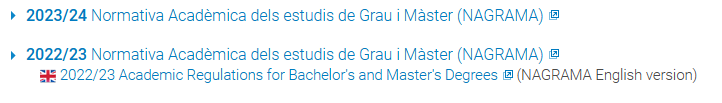 2023/24 Normativa Acadèmica dels estudis de Grau i Màster (NAGRAMA)
2022/23 Normativa Acadèmica dels estudis de Grau i Màster (NAGRAMA)
2022/23 Academic Regulations for Bachelor's and Master's Degrees (NAGRAMA English version)